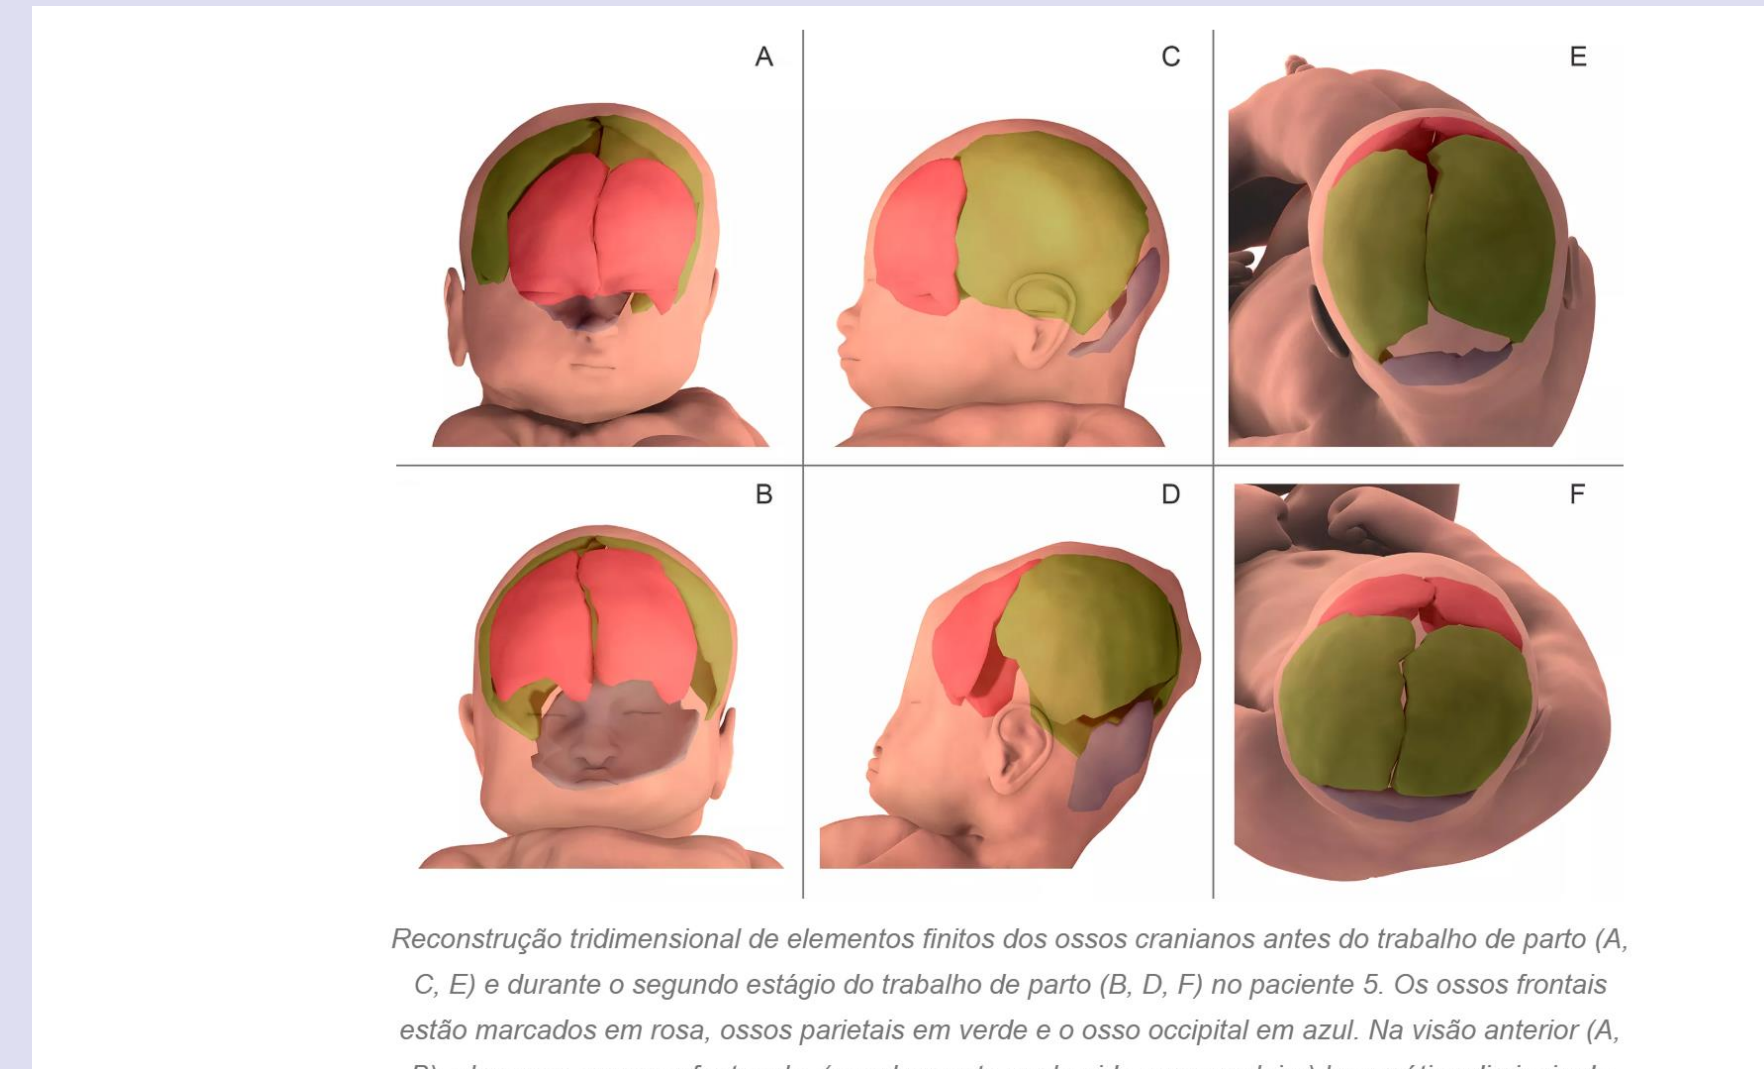 A
C
E
B
D
F
Reconstrução tridimensional de elementos finitos dos ossos cranianos antes do trabalho de parto (A,
C, E) e durante o segundo estágio do trabalho de parto (B, D, F) no paciente 5. Os ossos frontais
estão marcados em rosa, ossos parietais em verde e o osso occipital em azul. Na visão anterior (A,